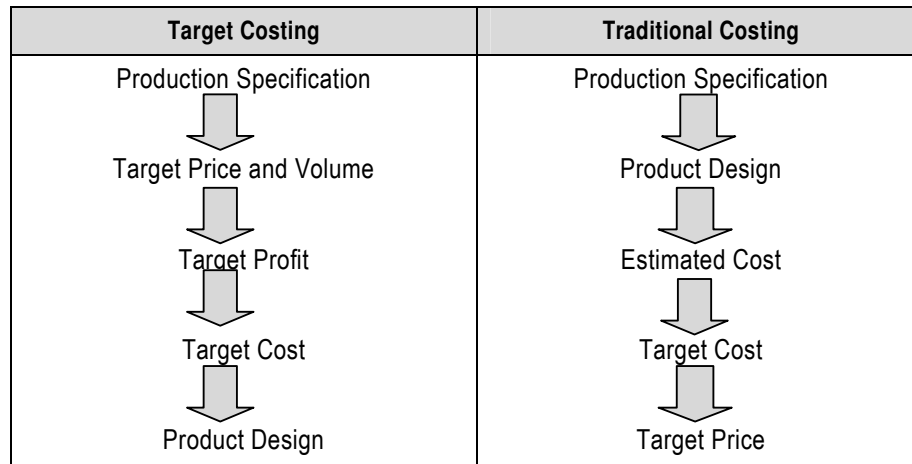 Target Costing
Production Specification
Target Price and Volume
Target Profit
Target Cost
Product Design
Traditional Costing
Production Specification
Product Design
Estimated Cost
Target Cost
Target Price